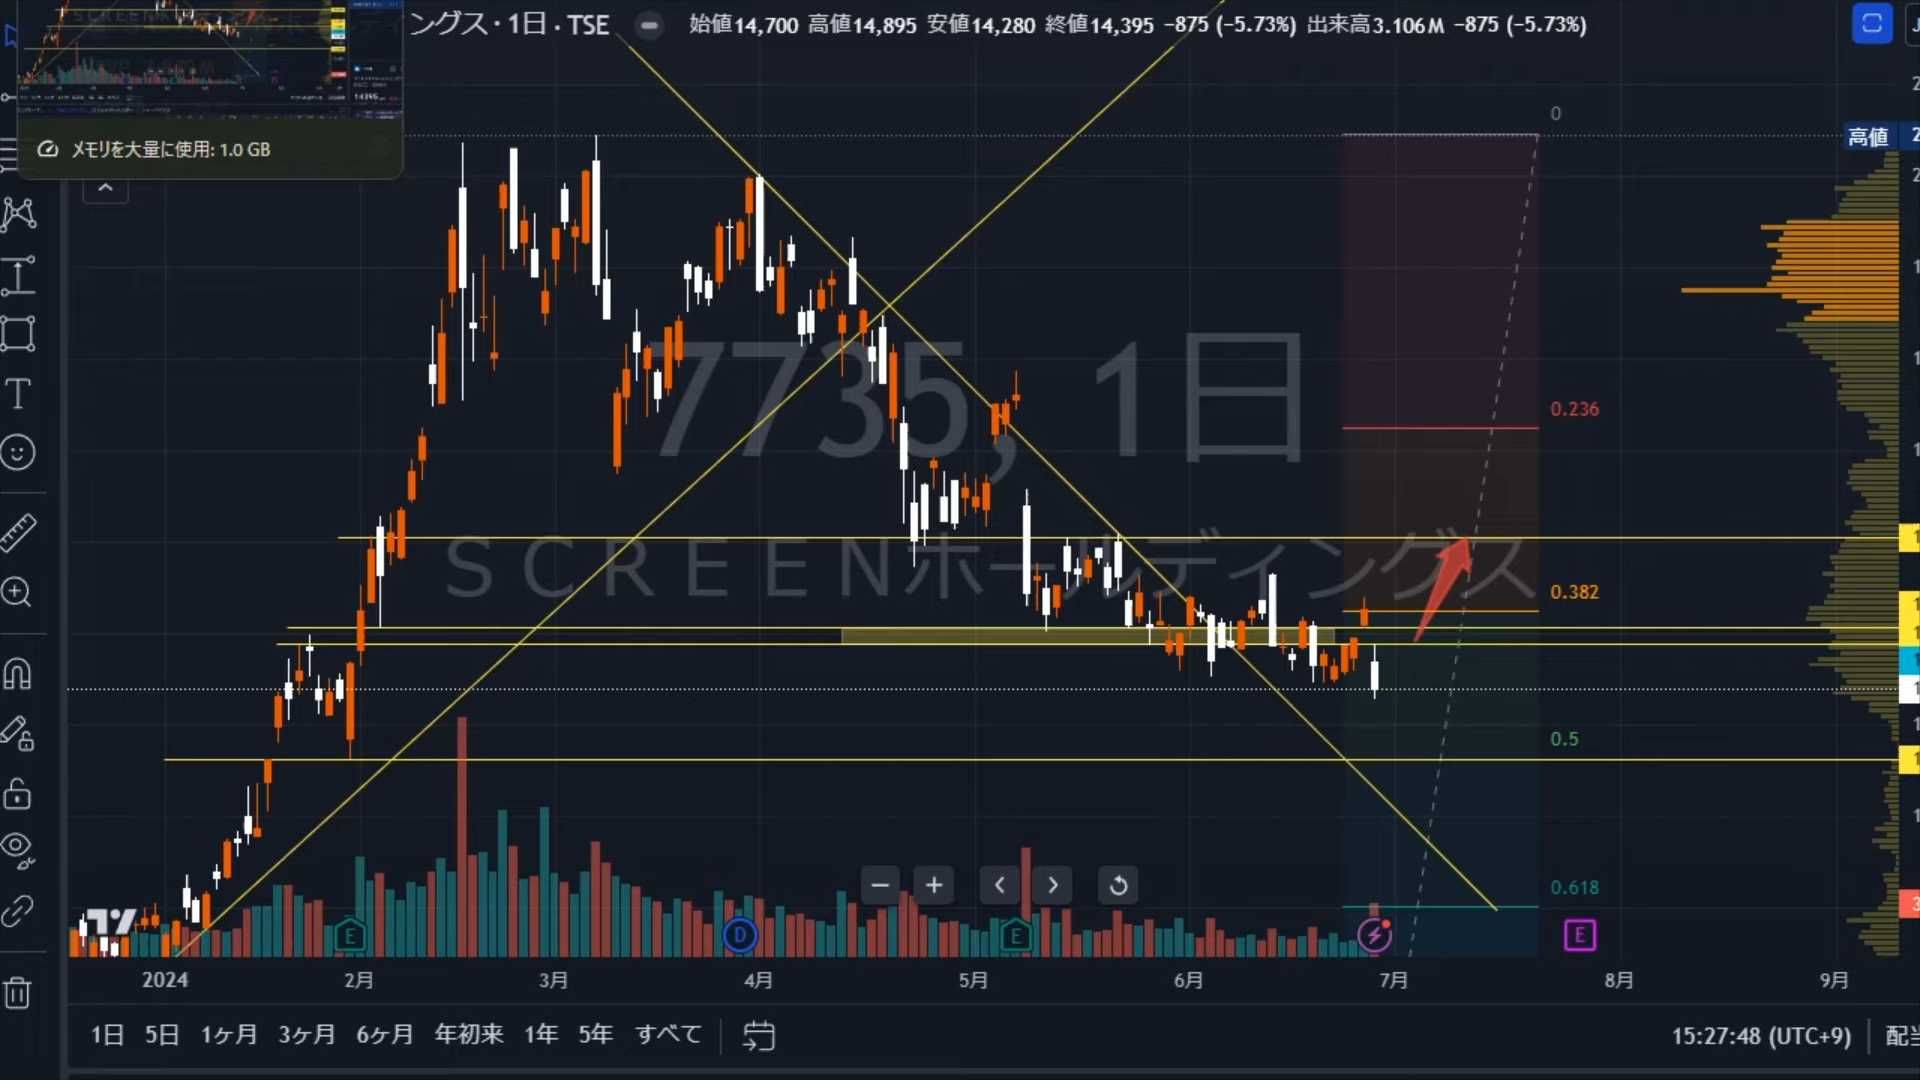 ングス・1日・TSE
始値14,700 高値14,895 安値14,280 終値14,395 −875 (−5.73%) 出来高3.106M −875 (−5.73%)
メモリを大量に使用: 1.0 GB
0
高値
7735, 1日
0.236
SCREENホールディングス
0.382
0.5
0.618
E
D
E
E
2024
2月
3月
4月
5月
6月
7月
8月
9月
1日 5日 1ヶ月 3ヶ月 6ヶ月 年初来 1年 5年 すべて
15:27:48 (UTC+9)
配当